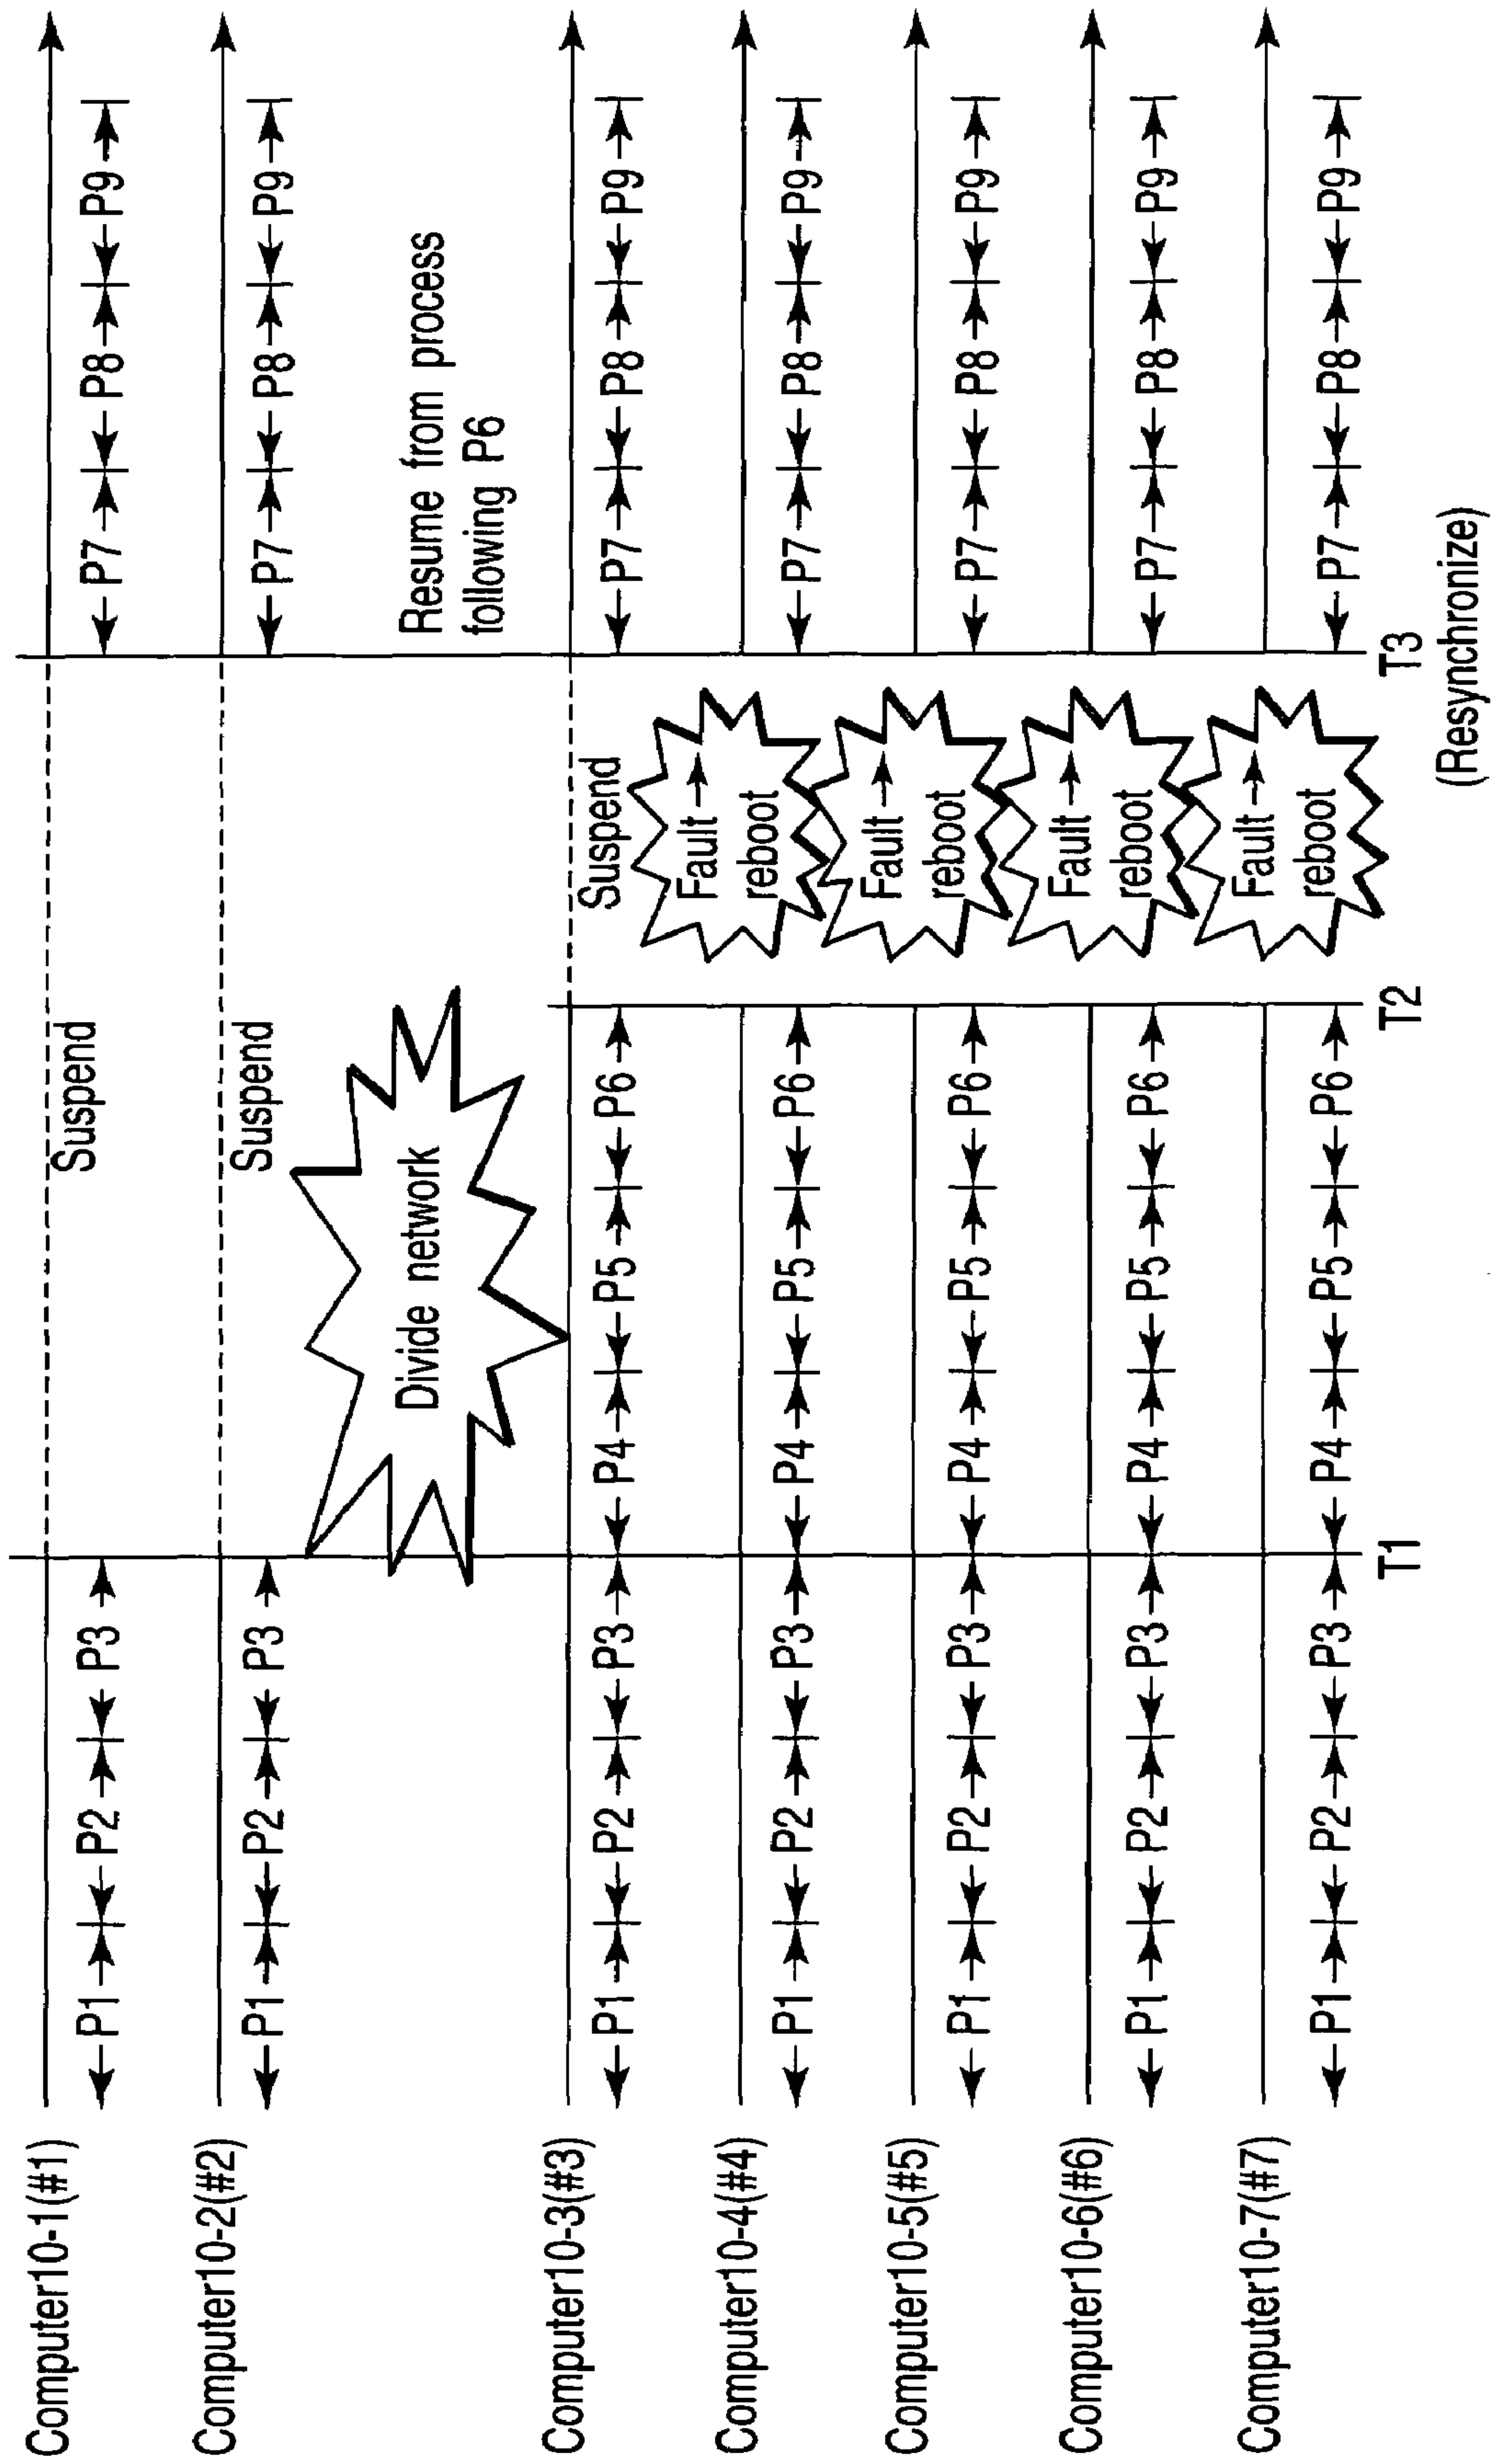 Computer10-1(#1)
P1 P2 P3
Suspend
P7 P8 P9
Computer10-2(#2)
P1 P2 P3
Suspend
P7 P8 P9
Divide network
Resume from process
following P6
Computer10-3(#3)
P1 P2 P3 P4 P5 P6
Suspend
P7 P8 P9
Computer10-4(#4)
P1 P2 P3 P4 P5 P6
Fault
reboot
P7 P8 P9
Computer10-5(#5)
P1 P2 P3 P4 P5 P6
Fault
reboot
P7 P8 P9
Computer10-6(#6)
P1 P2 P3 P4 P5 P6
Fault
reboot
P7 P8 P9
Computer10-7(#7)
P1 P2 P3 P4 P5 P6
Fault
reboot
P7 P8 P9
T1 T2 T3
(Resynchronize)